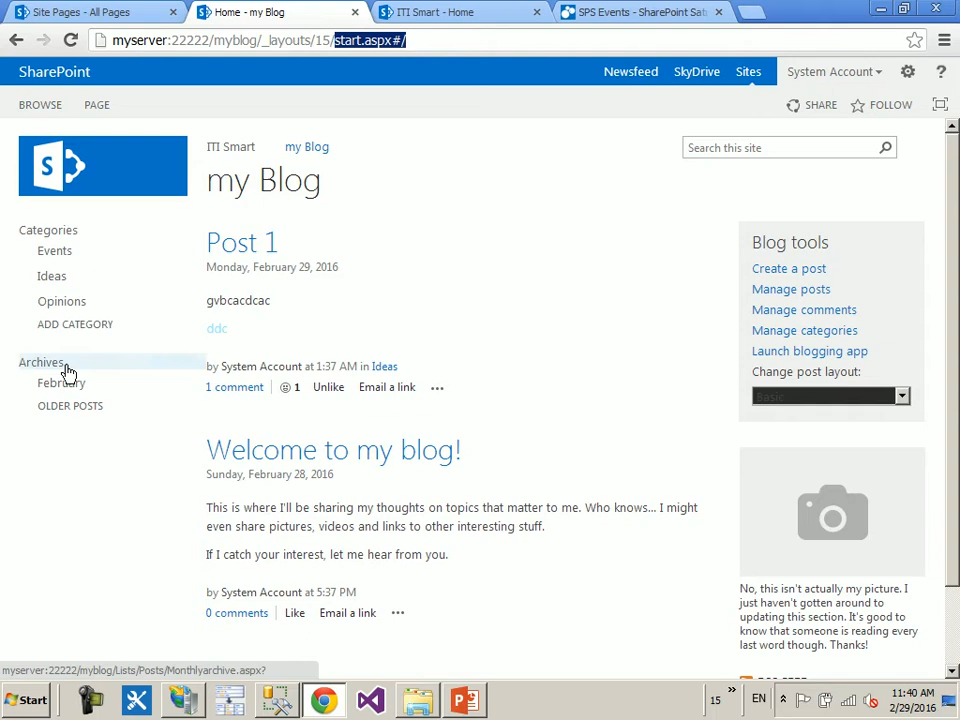 Site Pages - All Pages
Home - my Blog
ITI Smart - Home
SPS Events - SharePoint Sat
myserver:22222/myblog/_layouts/15/start.aspx#/
SharePoint
Newsfeed
SkyDrive
Sites
System Account
?
BROWSE
PAGE
SHARE
FOLLOW
S
ITI Smart
my Blog
Search this site
my Blog
Categories
Events
Ideas
Opinions
ADD CATEGORY
Archives
February
OLDER POSTS
Post 1
Monday, February 29, 2016
gvbcacdcac
ddc
by System Account at 1:37 AM in Ideas
1 comment
1
Unlike
Email a link
Welcome to my blog!
Sunday, February 28, 2016
This is where I'll be sharing my thoughts on topics that matter to me. Who knows... I might
even share pictures, videos and links to other interesting stuff.
If I catch your interest, let me hear from you.
by System Account at 5:37 PM
0 comments
Like
Email a link
Blog tools
Create a post
Manage posts
Manage comments
Manage categories
Launch blogging app
Change post layout:
Basic
No, this isn't actually my picture. I
just haven't gotten around to
updating this section. It's good to
know that someone is reading every
last word though. Thanks!
myserver:22222/myblog/Lists/Posts/Monthlyarchive.aspx?
Start
15
EN
11:40 AM
2/29/2016